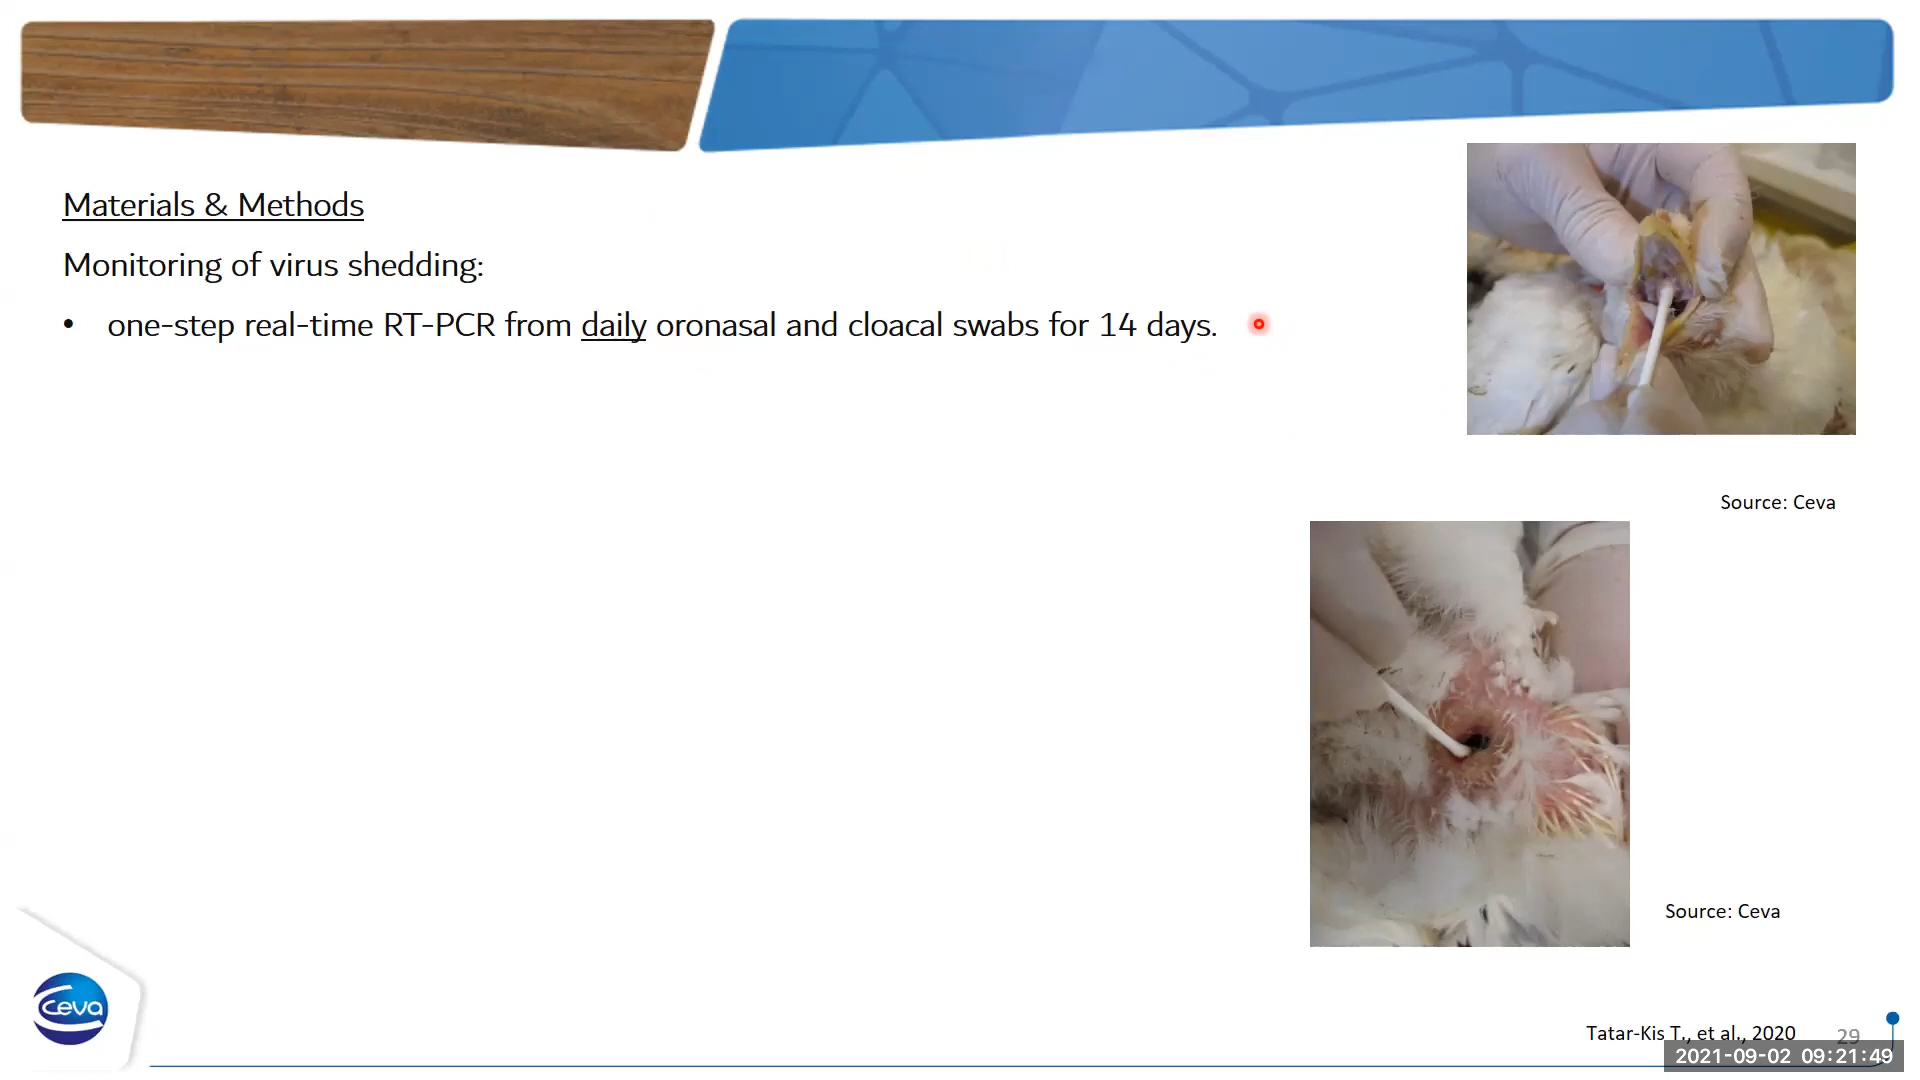 Materials & Methods
Monitoring of virus shedding:
• one-step real-time RT-PCR from daily oronasal and cloacal swabs for 14 days.
Source: Ceva
Source: Ceva
Ceva
Tatar-Kis T., et al., 2020
29
2021-09-02 09:21:49